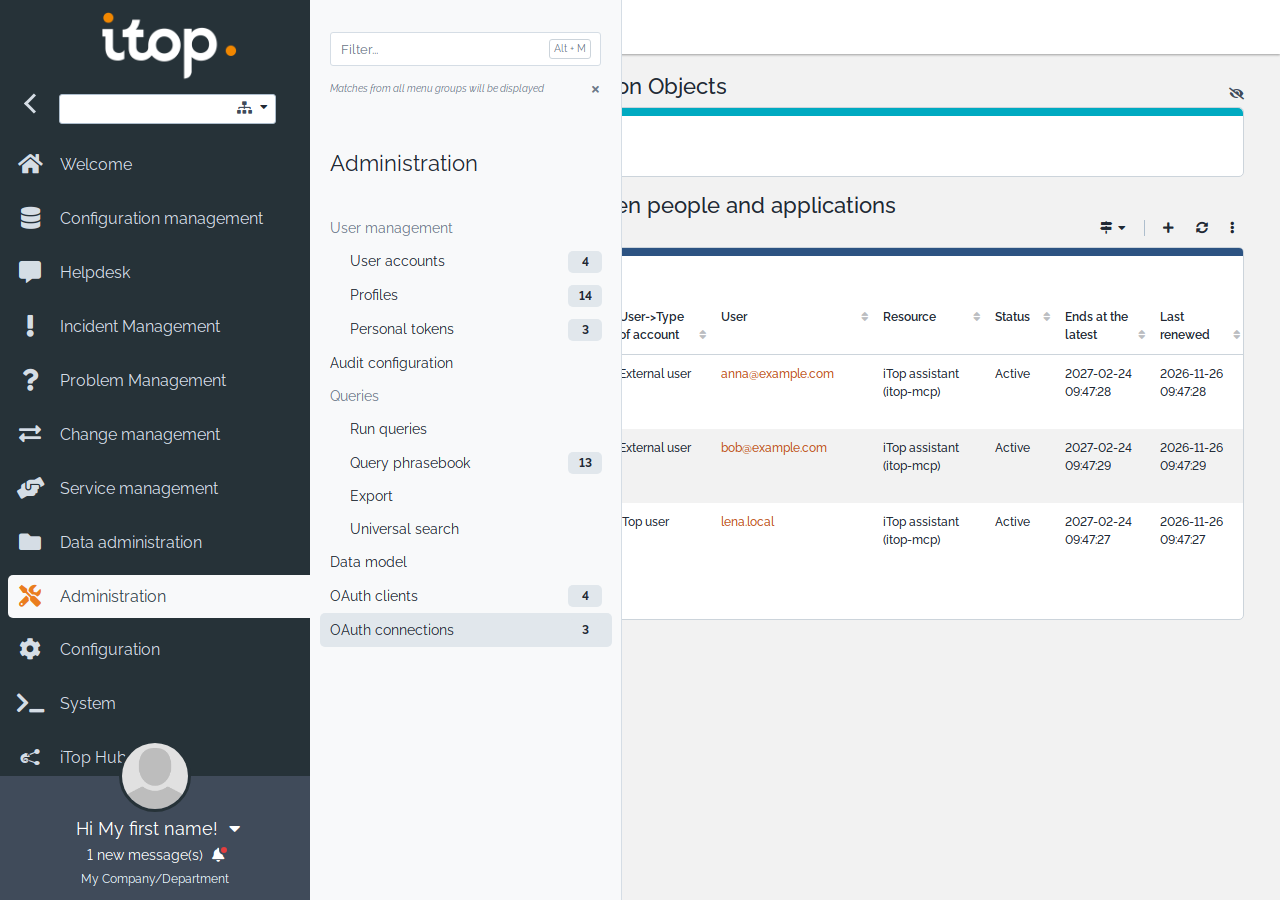 itop
Welcome
Configuration management
Helpdesk
Incident Management
Problem Management
Change management
Service management
Data administration
Administration
Configuration
System
iTop Hub
Hi My first name!
1 new message(s)
My Company/Department
Filter...
Alt + M
Matches from all menu groups will be displayed
Administration
User management
User accounts 4
Profiles 14
Personal tokens 3
Audit configuration
Queries
Run queries
Query phrasebook 13
Export
Universal search
Data model
OAuth clients 4
OAuth connections 3
on Objects
en people and applications
User->Type of account
User
Resource
Status
Ends at the latest
Last renewed
External user anna@example.com iTop assistant Active 2027-02-24 2026-11-26
(itop-mcp) 09:47:28 09:47:28
External user bob@example.com iTop assistant Active 2027-02-24 2026-11-26
(itop-mcp) 09:47:29 09:47:29
Top user lena.local iTop assistant Active 2027-02-24 2026-11-26
(itop-mcp) 09:47:27 09:47:27